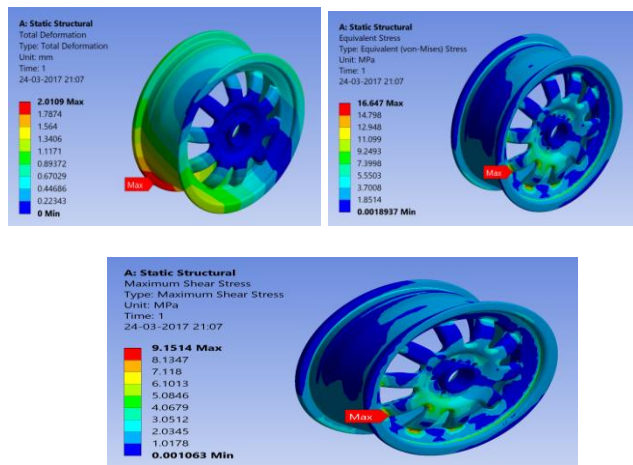 A: Static Structural
Total Deformation
Type: Total Deformation
Unit: mm
Time: 1
24-03-2017 21:07
2.0109 Max
1.7874
1.564
1.3406
1.1171
0.89372
0.67029
0.44686
0.22343
0 Min
Max
A: Static Structural
Equivalent Stress
Type: Equivalent (von-Mises) Stress
Unit: MPa
Time: 1
24-03-2017 21:07
16.647 Max
14.798
12.948
11.099
9.2493
7.3998
5.5503
3.7008
1.8514
0.0018937 Min
Max
A: Static Structural
Maximum Shear Stress
Type: Maximum Shear Stress
Unit: MPa
Time: 1
24-03-2017 21:07
9.1514 Max
8.1347
7.118
6.1013
5.0846
4.0679
3.0512
2.0345
1.0178
0.001063 Min
Max